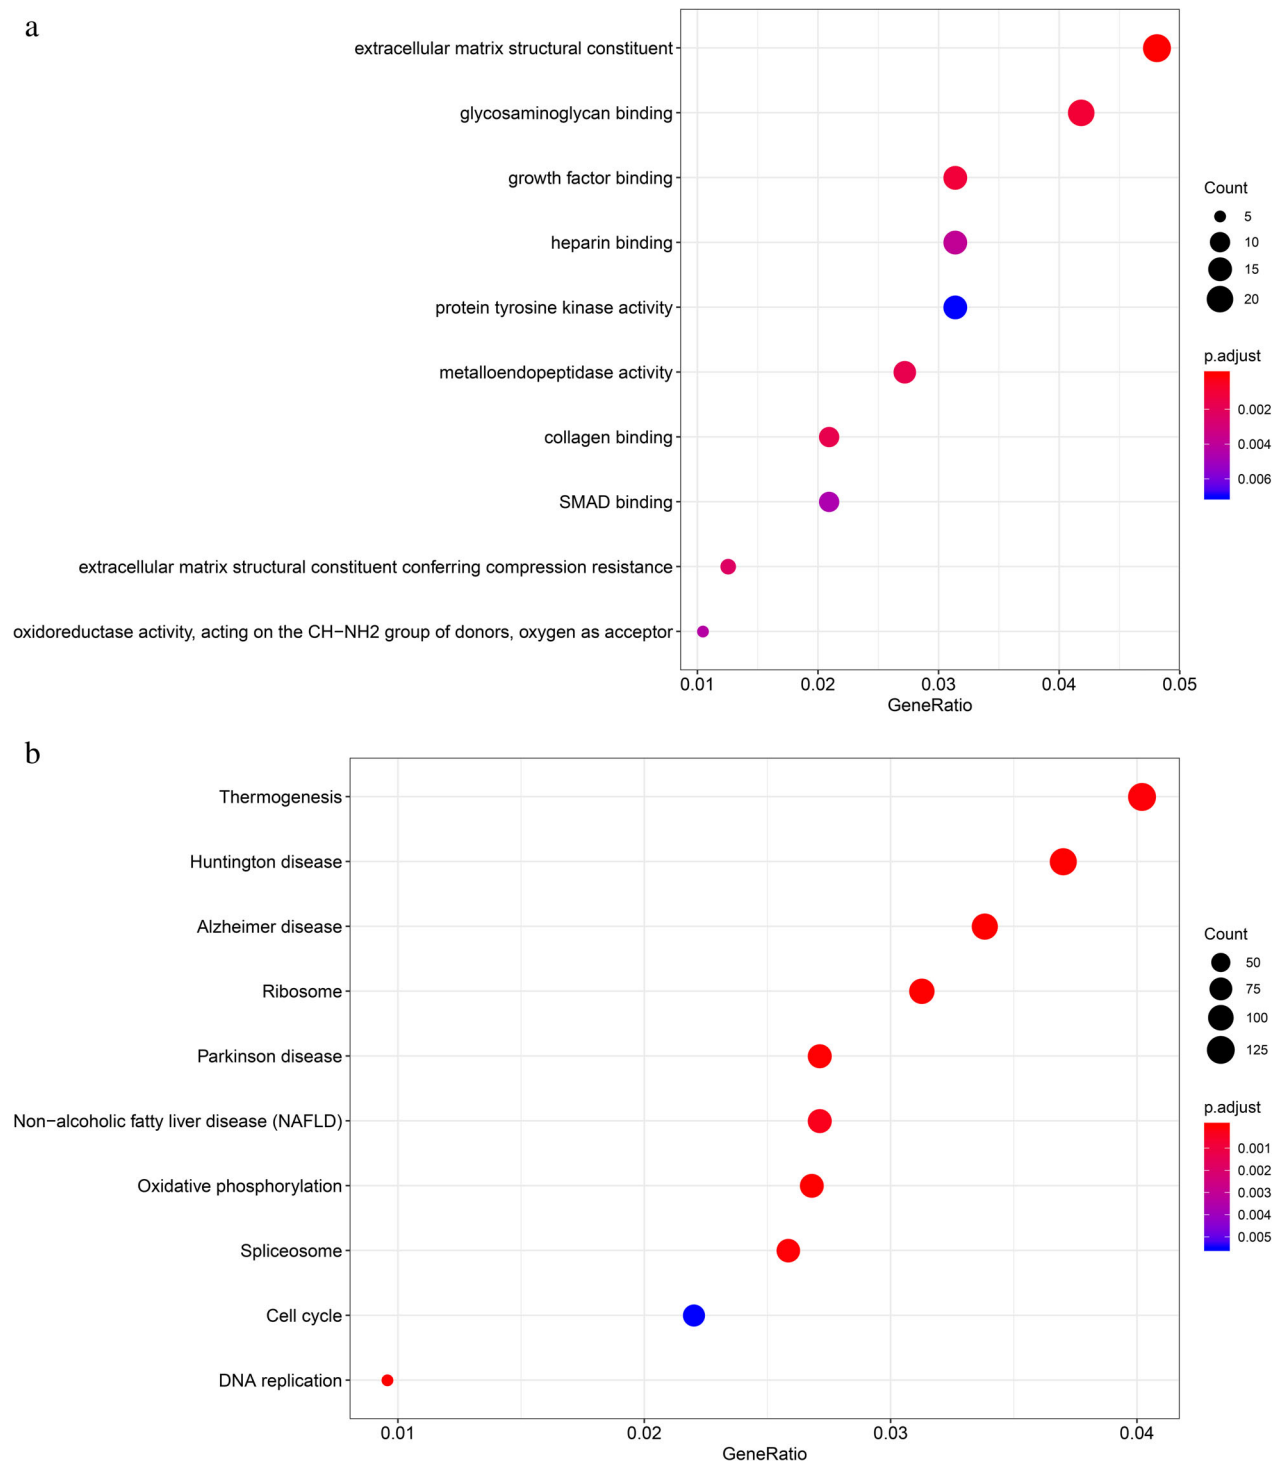 a
extracellular matrix structural constituent
glycosaminoglycan binding
growth factor binding
heparin binding
protein tyrosine kinase activity
metalloendopeptidase activity
collagen binding
SMAD binding
extracellular matrix structural constituent conferring compression resistance
oxidoreductase activity, acting on the CH−NH2 group of donors, oxygen as acceptor
0.01 0.02 0.03 0.04 0.05
GeneRatio
Count
5
10
15
20
p.adjust
0.002
0.004
0.006
b
Thermogenesis
Huntington disease
Alzheimer disease
Ribosome
Parkinson disease
Non−alcoholic fatty liver disease (NAFLD)
Oxidative phosphorylation
Spliceosome
Cell cycle
DNA replication
0.01 0.02 0.03 0.04
GeneRatio
Count
50
75
100
125
p.adjust
0.001
0.002
0.003
0.004
0.005